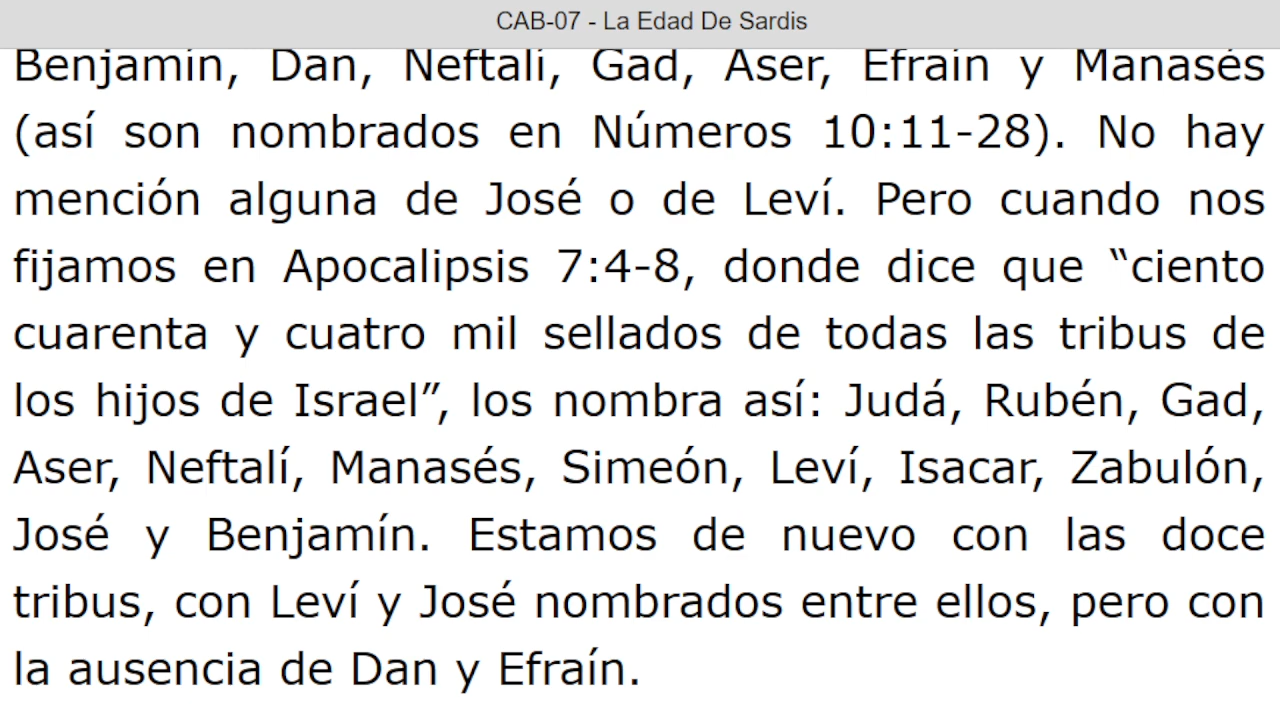 CAB-07 - La Edad De Sardis
Benjamín, Dan, Neftalí, Gad, Aser, Efraín y Manasés
(así son nombrados en Números 10:11-28). No hay
mención alguna de José o de Leví. Pero cuando nos
fijamos en Apocalipsis 7:4-8, donde dice que “ciento
cuarenta y cuatro mil sellados de todas las tribus de
los hijos de Israel”, los nombra así: Judá, Rubén, Gad,
Aser, Neftalí, Manasés, Simeón, Leví, Isacar, Zabulón,
José y Benjamín. Estamos de nuevo con las doce
tribus, con Leví y José nombrados entre ellos, pero con
la ausencia de Dan y Efraín.